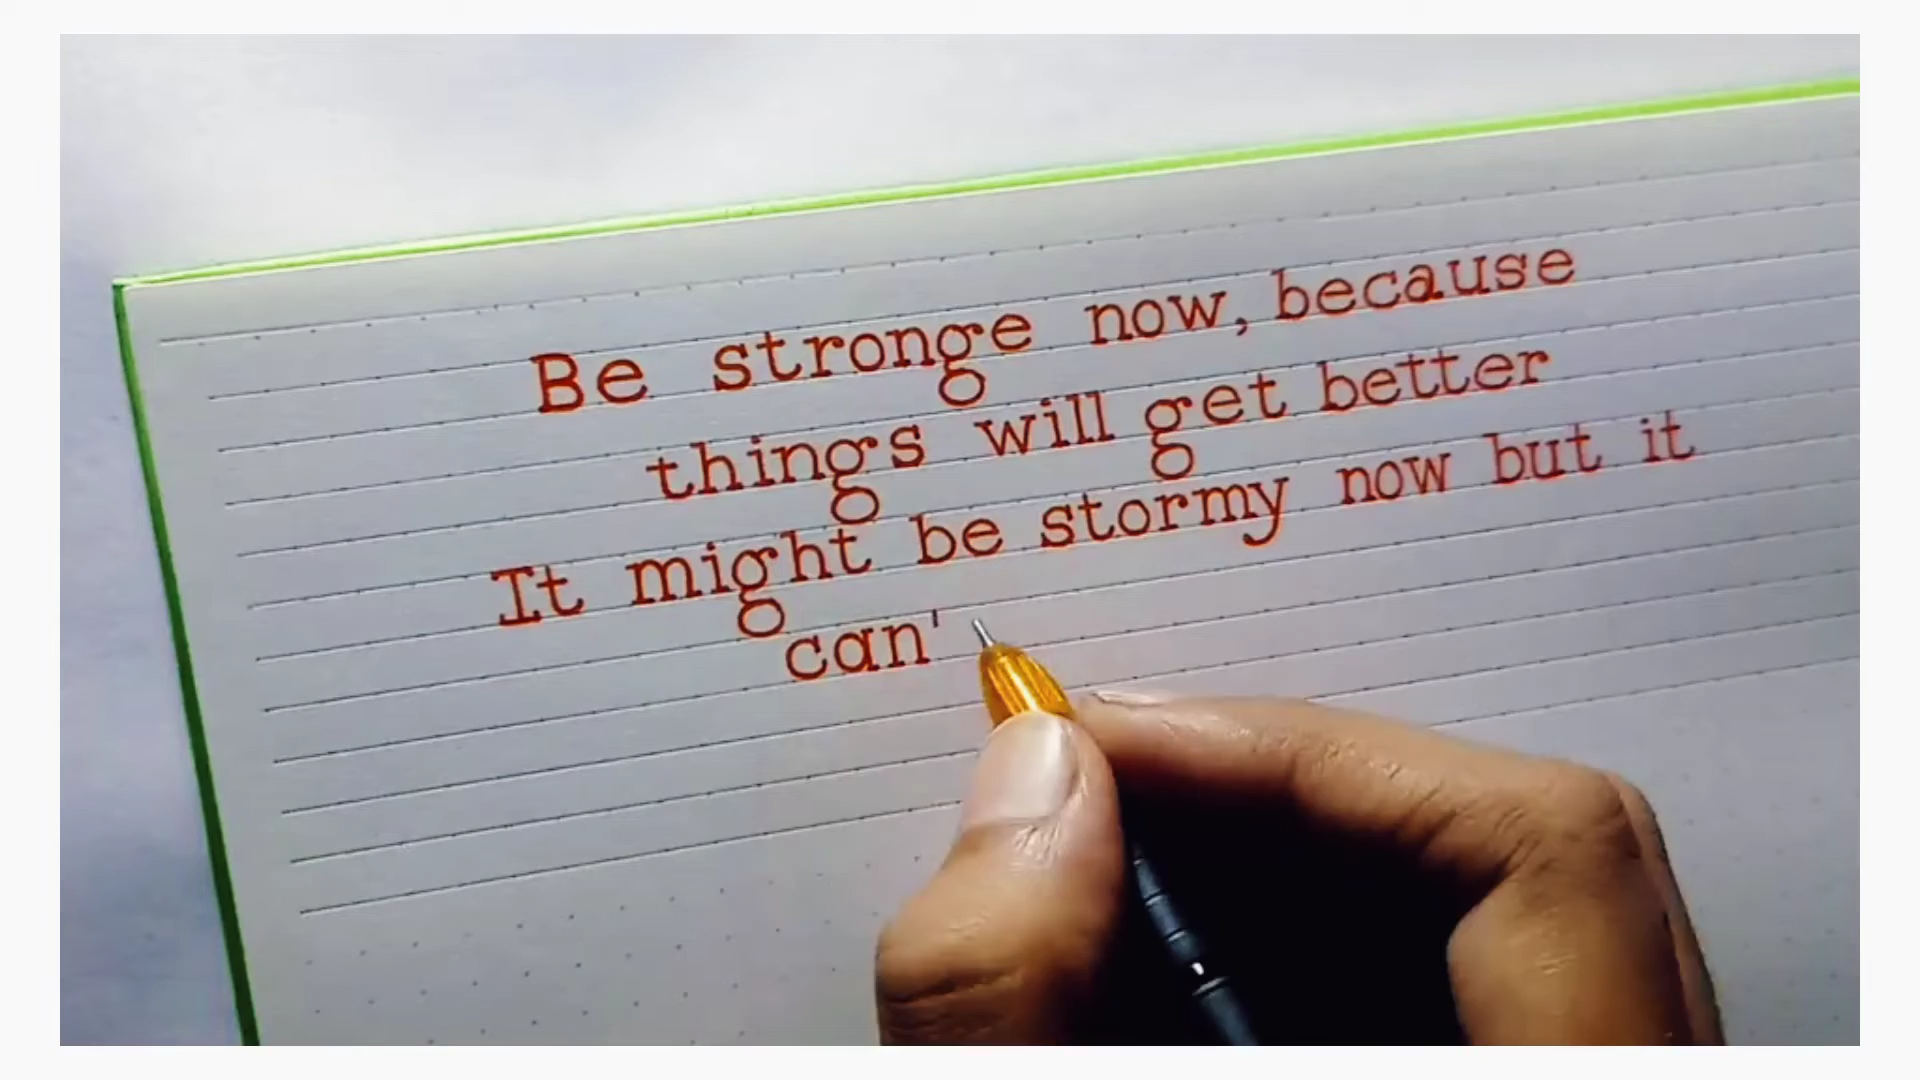 Be stronge now, because
things will get better
It might be stormy now but it
can'